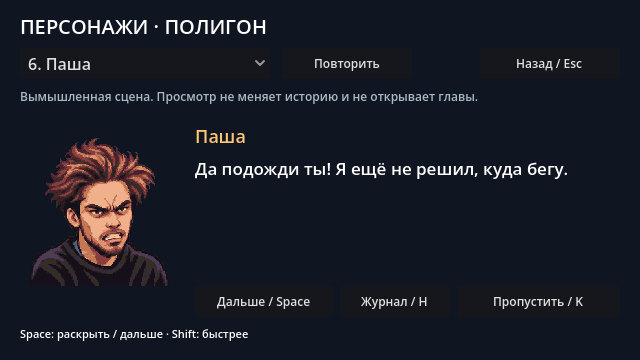 ПЕРСОНАЖИ · ПОЛИГОН
6. Паша
Повторить
Назад / Esc
Вымышленная сцена. Просмотр не меняет историю и не открывает главы.
Паша
Да подожди ты! Я ещё не решил, куда бегу.
Дальше / Space
Журнал / H
Пропустить / K
Space: раскрыть / дальше · Shift: быстрее